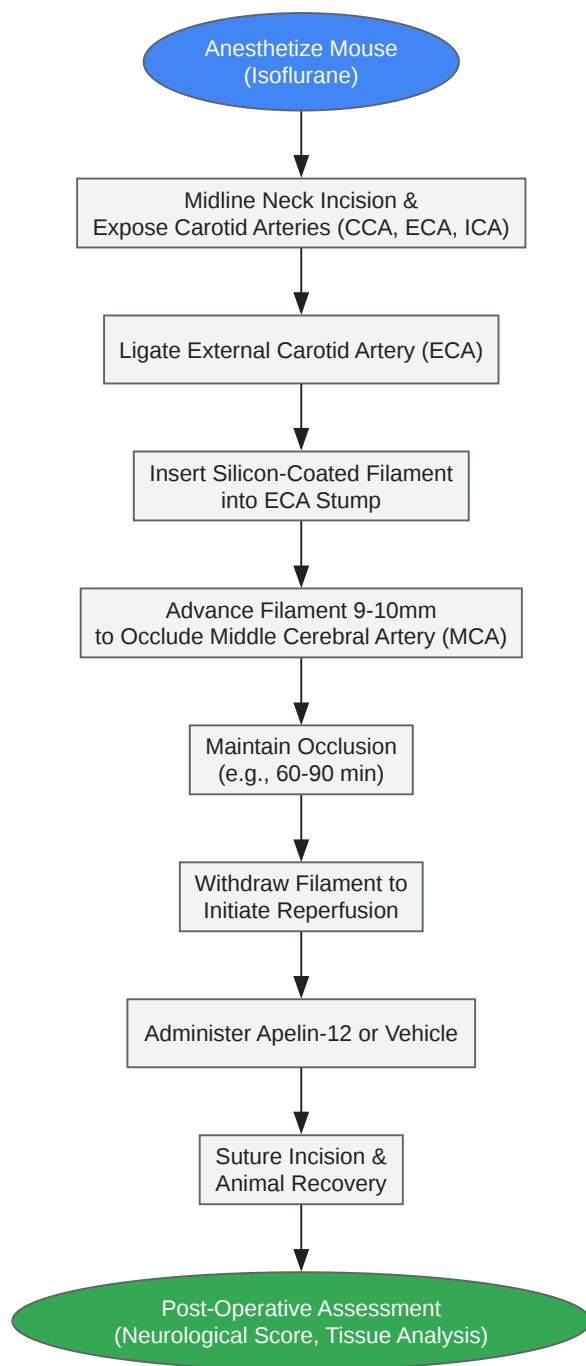 Anesthetize Mouse
(Isoflurane)
Midline Neck Incision &
Expose Carotid Arteries (CCA, ECA, ICA)
Ligate External Carotid Artery (ECA)
Insert Silicon-Coated Filament
into ECA Stump
Advance Filament 9-10mm
to Occlude Middle Cerebral Artery (MCA)
Maintain Occlusion
(e.g., 60-90 min)
Withdraw Filament to
Initiate Reperfusion
Administer Apelin-12 or Vehicle
Suture Incision &
Animal Recovery
Post-Operative Assessment
(Neurological Score, Tissue Analysis)